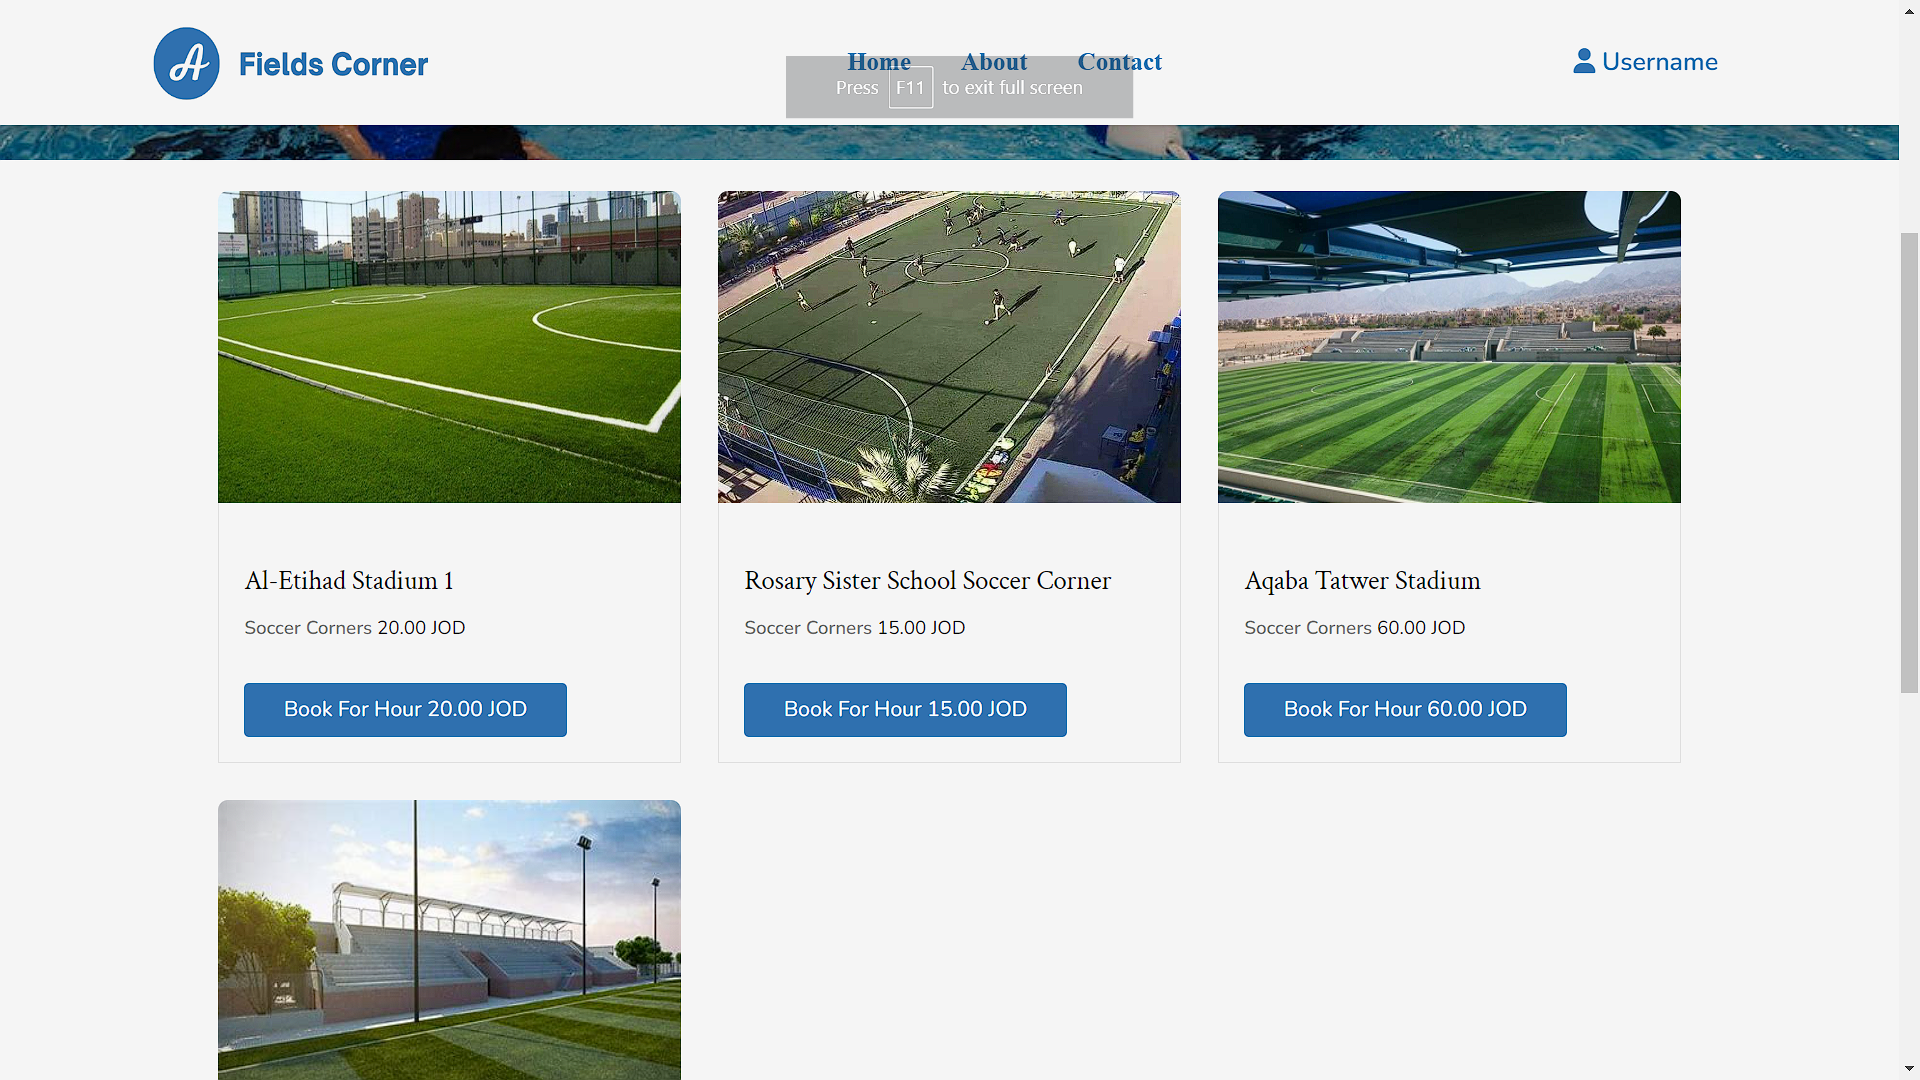 A Fields Corner
Home About Contact
Username
Press F11 to exit full screen
Al-Etihad Stadium 1
Soccer Corners 20.00 JOD
Book For Hour 20.00 JOD
Rosary Sister School Soccer Corner
Soccer Corners 15.00 JOD
Book For Hour 15.00 JOD
Aqaba Tatwer Stadium
Soccer Corners 60.00 JOD
Book For Hour 60.00 JOD